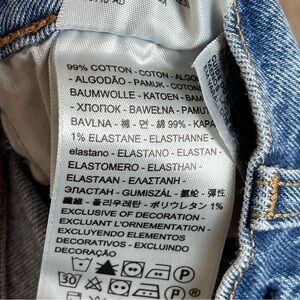 99% COTTON - COTON - ALGO
- ALGODÃO - PAMUK - COTONE
BAUMWOLLE - KATOEN - BAM
- ХЛОПОК - BAWEŁNA - PAMUT
BAVLNA - 棉 - 면 - 綿 99% - KAPA
1% ELASTANE - ELASTHANNE -
elastano - ELASTANO - ELASTAN -
ELASTOMERO - ELASTHAN -
ELASTAAN - ΕΛΑΣΤΑΝΗ -
ЭЛАСТАН - GUMISZÁL - 氨纶 - 彈性
纖維 - 폴리우레탄 - ポリウレタン 1%
EXCLUSIVE OF DECORATION -
EXCLUANT L'ORNEMENTATION -
EXCLUYENDO ELEMENTOS
DECORATIVOS - EXCLUINDO
DECORAÇÃO
30
P